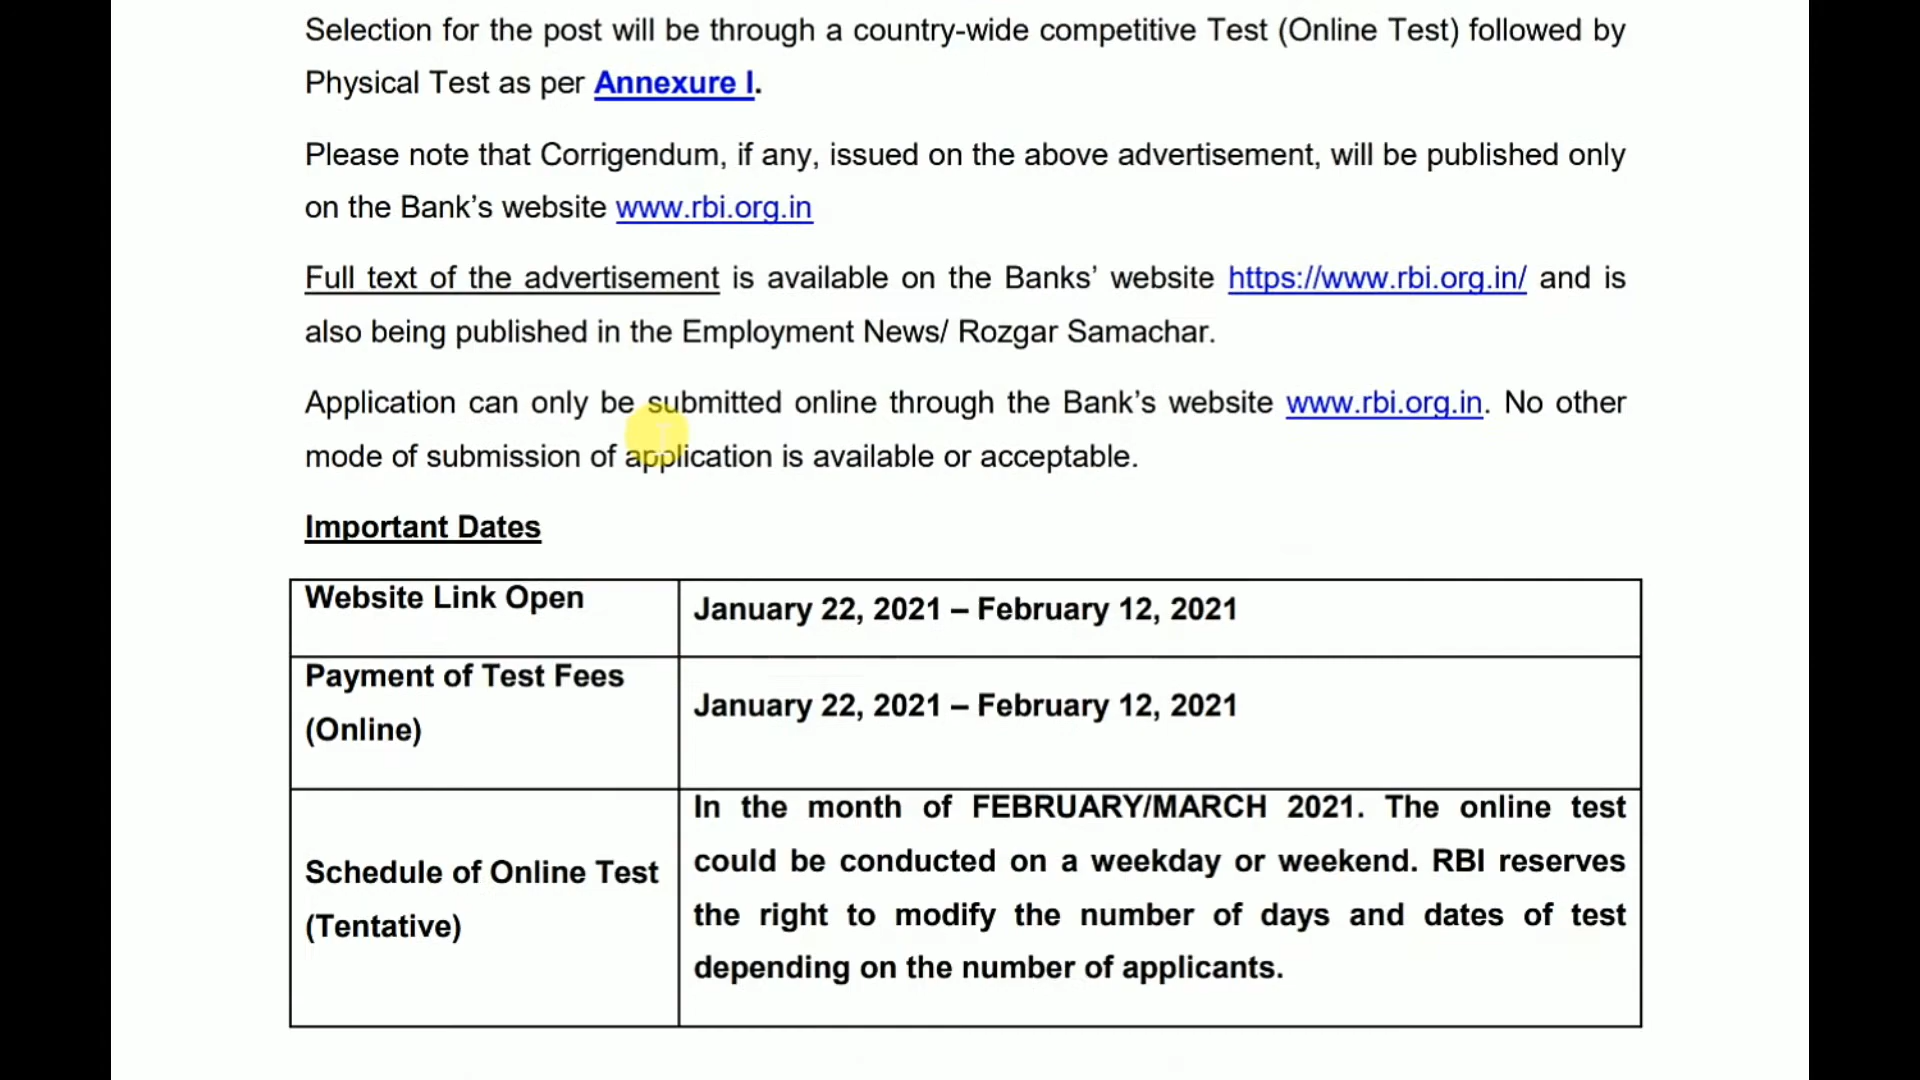 Selection for the post will be through a country-wide competitive Test (Online Test) followed by
Physical Test as per Annexure I.
Please note that Corrigendum, if any, issued on the above advertisement, will be published only
on the Bank’s website www.rbi.org.in
Full text of the advertisement is available on the Banks’ website https://www.rbi.org.in/ and is
also being published in the Employment News/ Rozgar Samachar.
Application can only be submitted online through the Bank’s website www.rbi.org.in. No other
mode of submission of application is available or acceptable.
Important Dates
Website Link Open
January 22, 2021 – February 12, 2021
Payment of Test Fees
(Online)
January 22, 2021 – February 12, 2021
Schedule of Online Test
(Tentative)
In the month of FEBRUARY/MARCH 2021. The online test
could be conducted on a weekday or weekend. RBI reserves
the right to modify the number of days and dates of test
depending on the number of applicants.